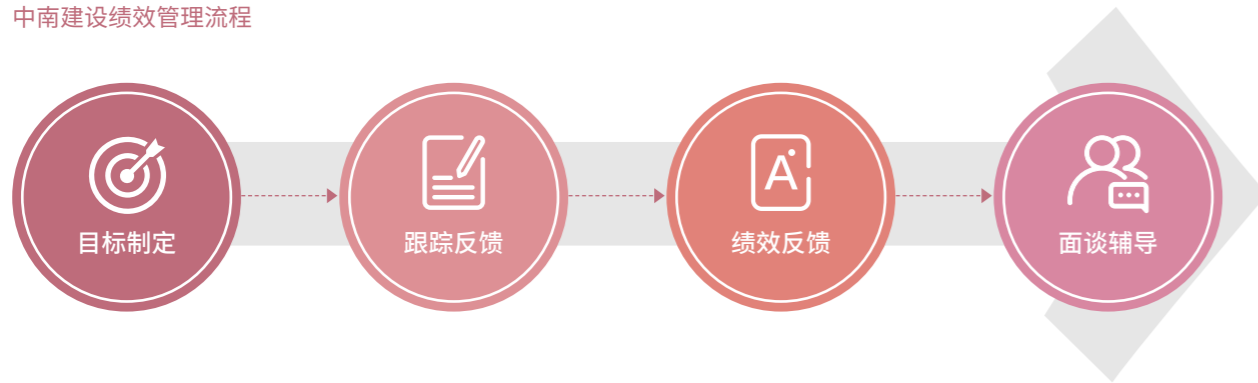 中南建设绩效管理流程
目标制定
跟踪反馈
A
绩效反馈
面谈辅导